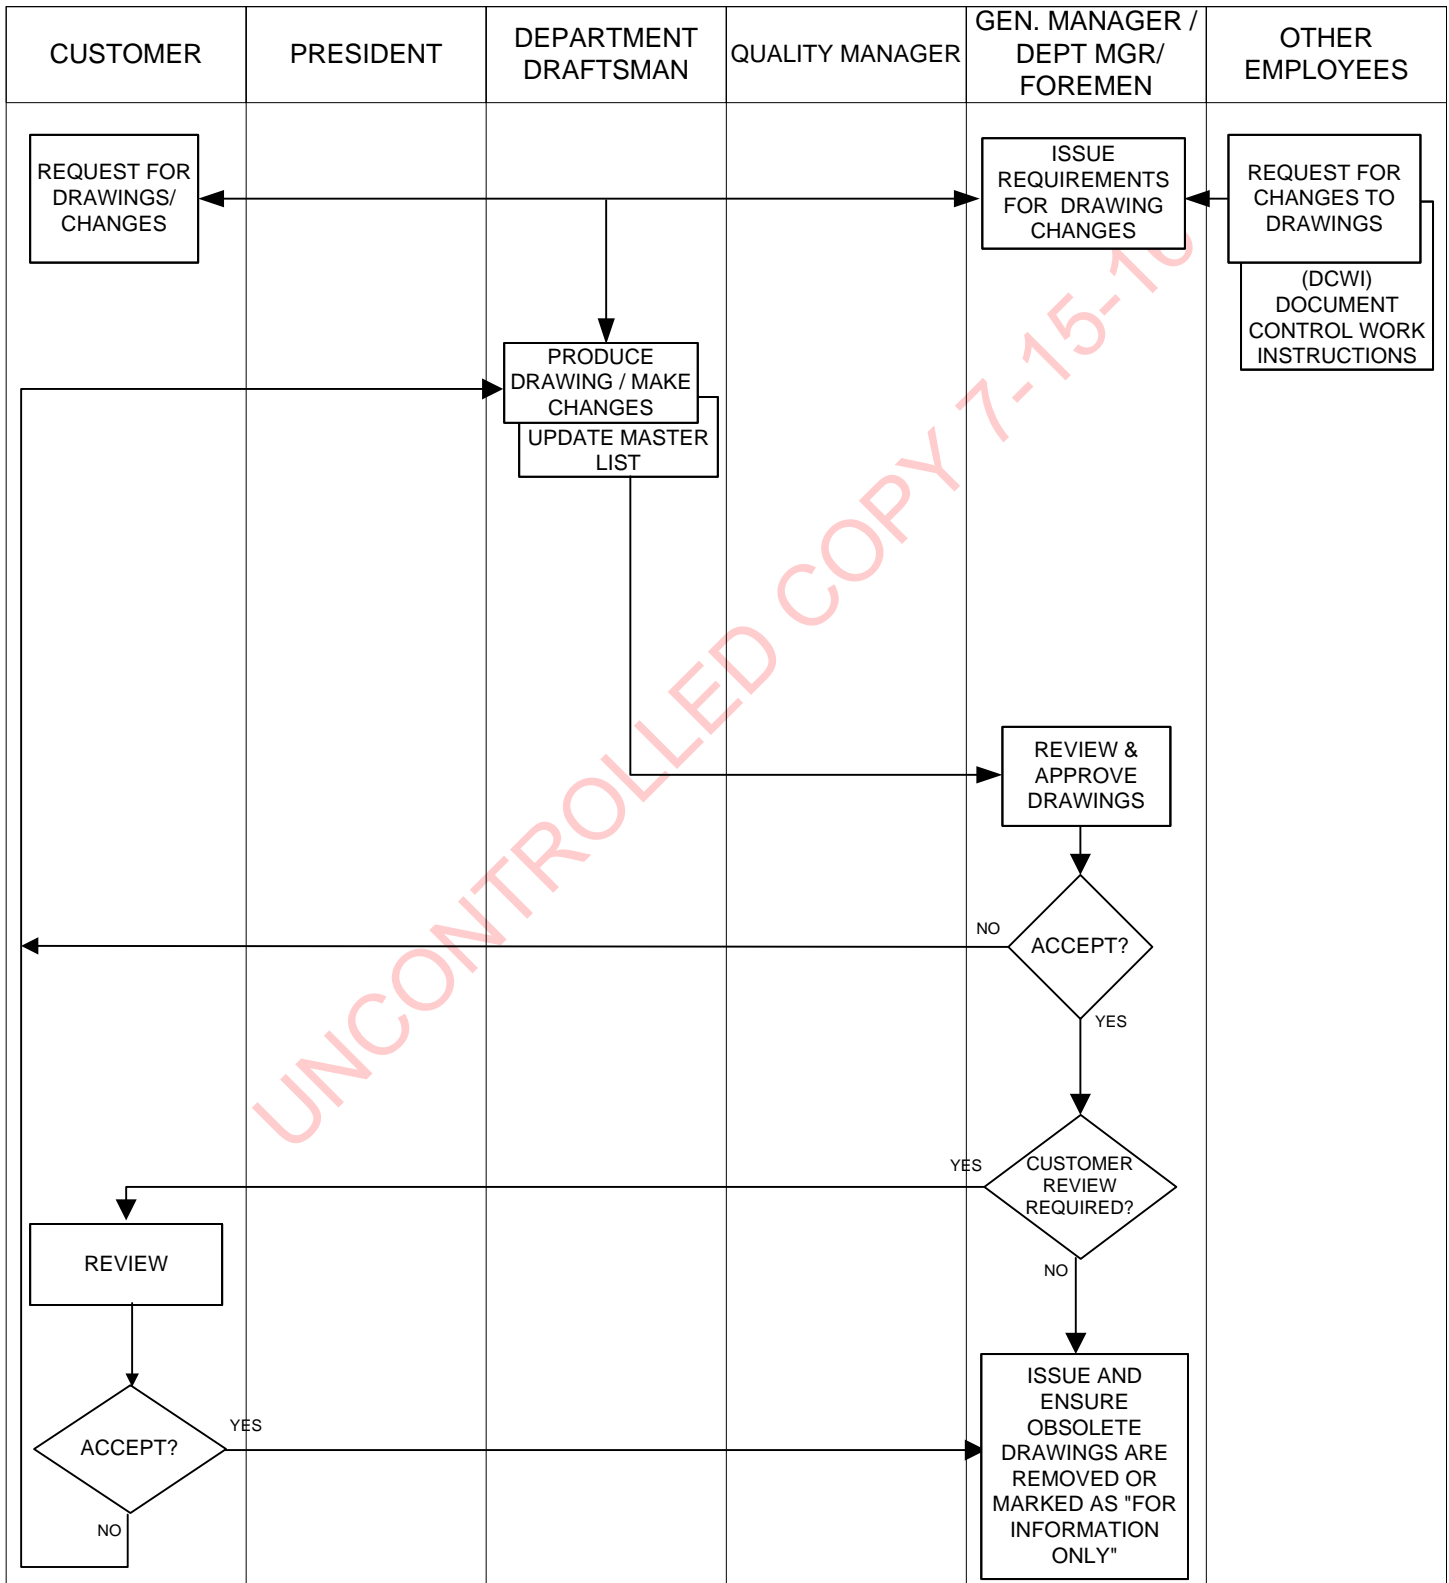 CUSTOMER
PRESIDENT
DEPARTMENT
DRAFTSMAN
QUALITY MANAGER
GEN. MANAGER /
DEPT MGR/
FOREMEN
OTHER
EMPLOYEES
REQUEST FOR
DRAWINGS/
CHANGES
ISSUE
REQUIREMENTS
FOR DRAWING
CHANGES
REQUEST FOR
CHANGES TO
DRAWINGS
(DCWI)
DOCUMENT
CONTROL WORK
INSTRUCTIONS
PRODUCE
DRAWING / MAKE
CHANGES
UPDATE MASTER
LIST
UNCONTROLLED COPY 7-15-10
REVIEW &
APPROVE
DRAWINGS
NO
ACCEPT?
YES
YES
CUSTOMER
REVIEW
REQUIRED?
NO
REVIEW
ACCEPT?
YES
NO
ISSUE AND
ENSURE
OBSOLETE
DRAWINGS ARE
REMOVED OR
MARKED AS "FOR
INFORMATION
ONLY"